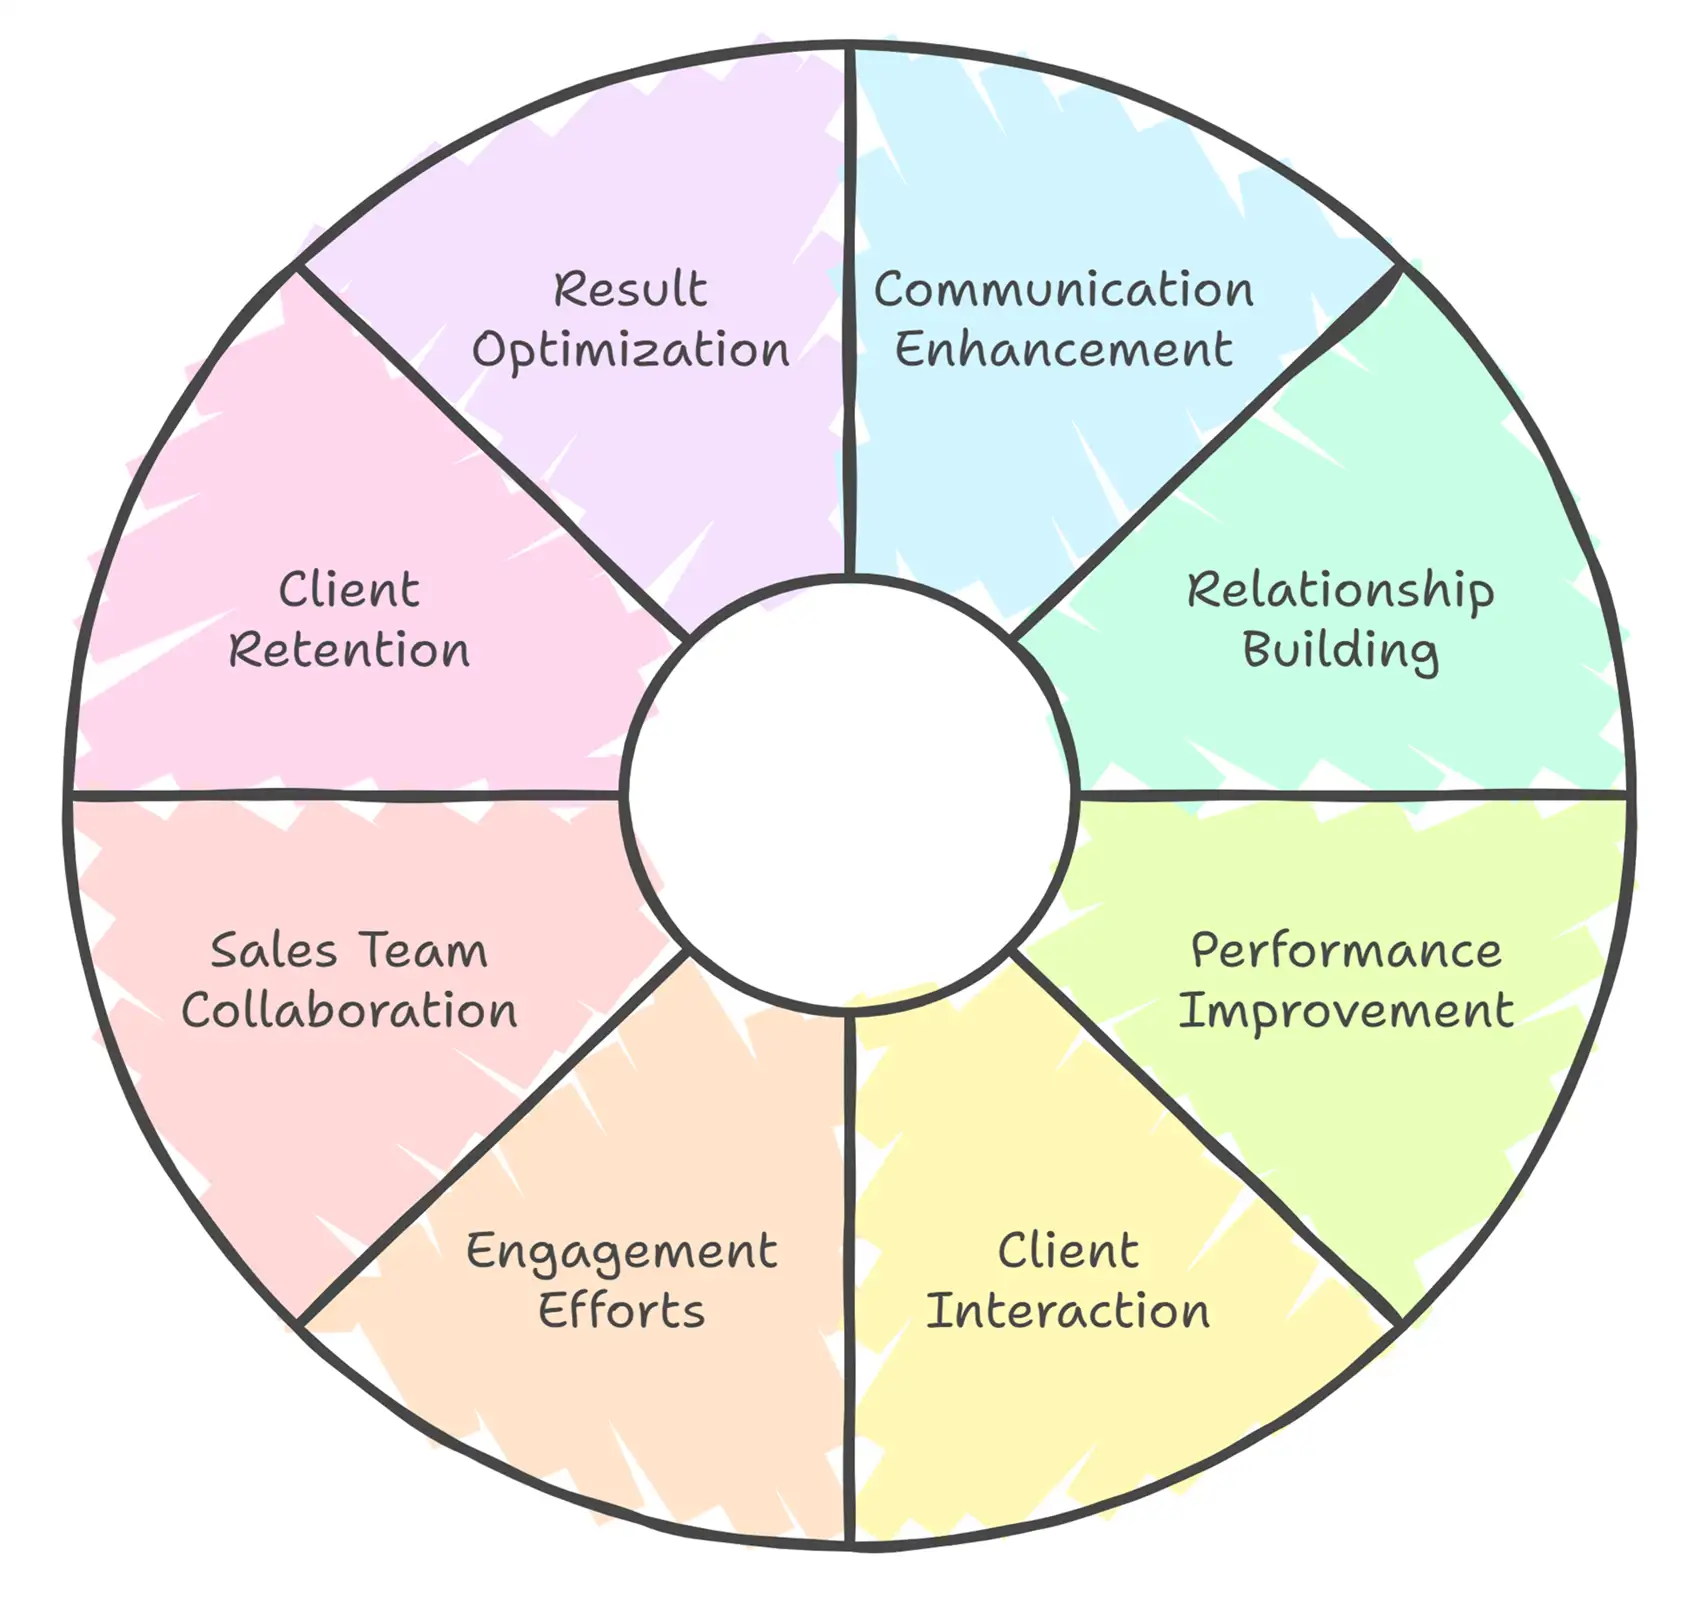 Result
Optimization
Communication
Enhancement
Relationship
Building
Performance
Improvement
Client
Interaction
Engagement
Efforts
Sales Team
Collaboration
Client
Retention